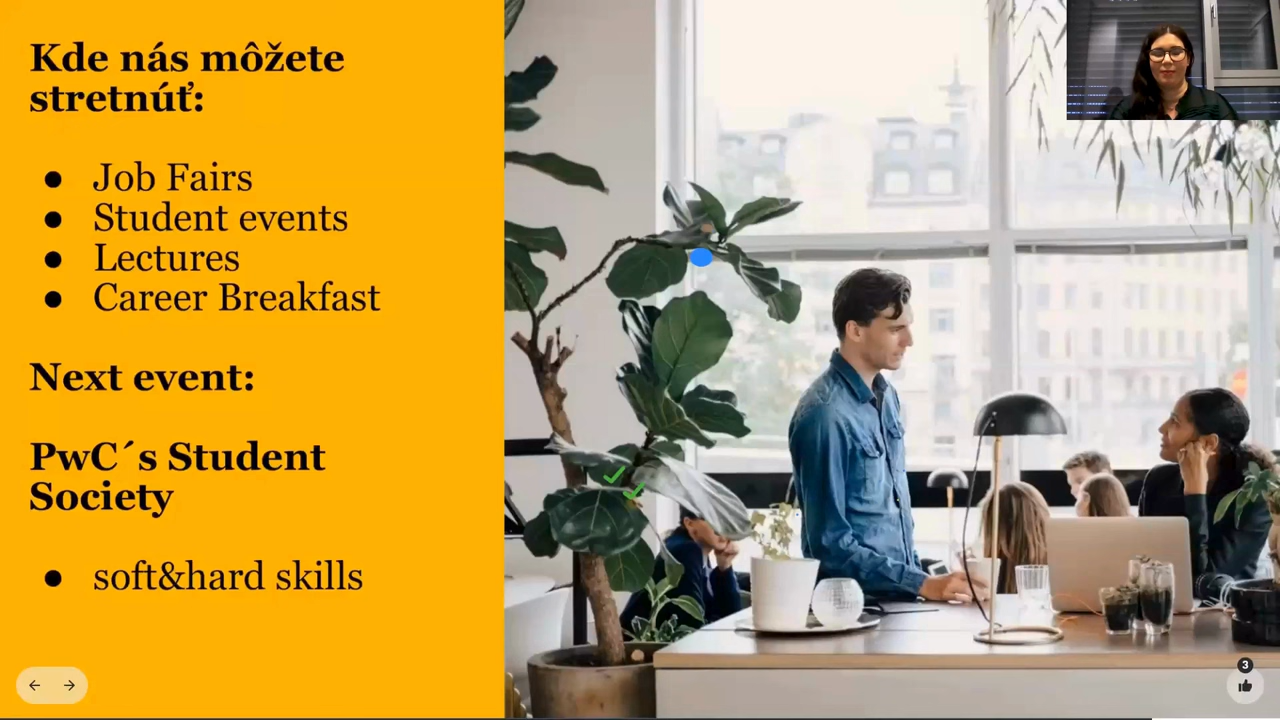 Kde nás môžete
stretnúť:
● Job Fairs
● Student events
● Lectures
● Career Breakfast
Next event:
PwC´s Student
Society
● soft&hard skills
3